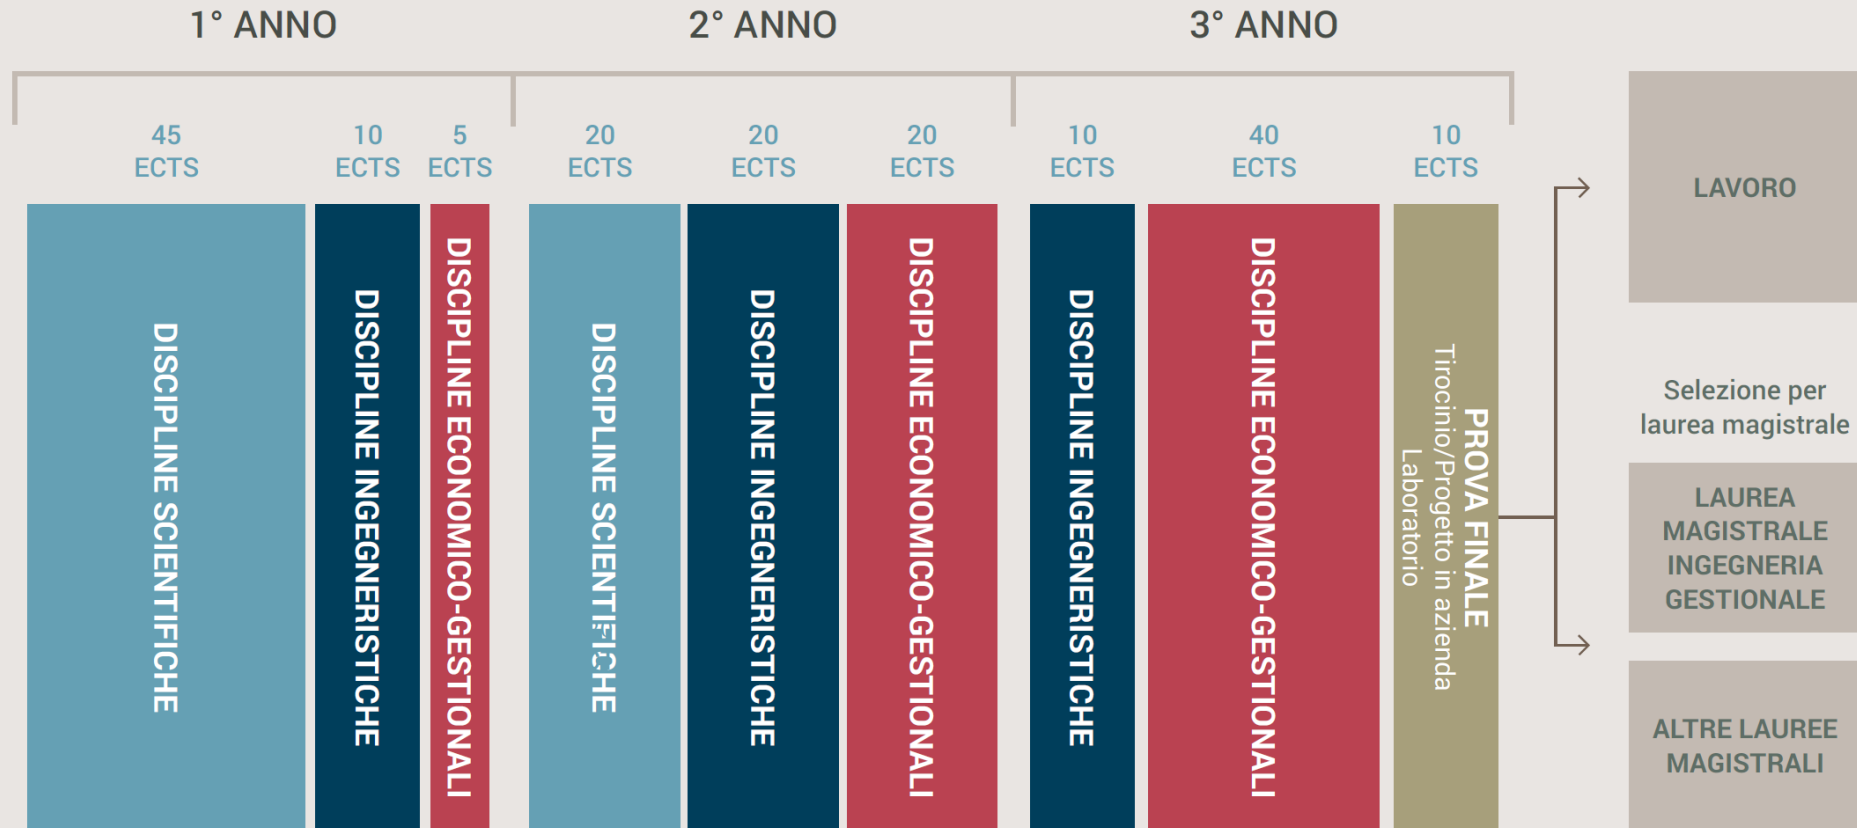 1° ANNO
2° ANNO
3° ANNO
45
ECTS
10
ECTS
5
ECTS
20
ECTS
20
ECTS
20
ECTS
10
ECTS
40
ECTS
10
ECTS
DISCIPLINE SCIENTIFICHE
DISCIPLINE INGEGNERISTICHE
DISCIPLINE ECONOMICO-GESTIONALI
DISCIPLINE SCIENTIFICHE
DISCIPLINE INGEGNERISTICHE
DISCIPLINE ECONOMICO-GESTIONALI
DISCIPLINE INGEGNERISTICHE
DISCIPLINE ECONOMICO-GESTIONALI
PROVA FINALE
Tirocinio/Progetto in azienda
Laboratorio
LAVORO
Selezione per
laurea magistrale
LAUREA
MAGISTRALE
INGEGNERIA
GESTIONALE
ALTRE LAUREE
MAGISTRALI